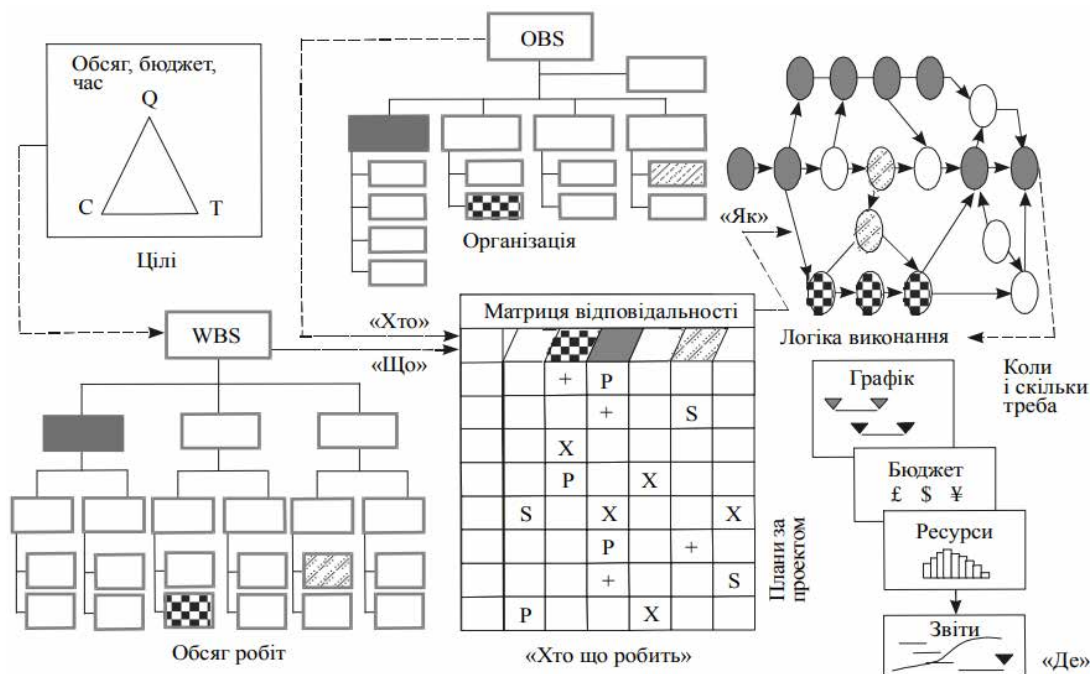 Обсяг, бюджет,
час
Q
C T
Цілі
OBS
Організація
WBS
Обсяг робіт
«Хто»
«Що»
Матриця відповідальності
+ P
+ S
X
P X
S X X
P +
+ S
P X
«Хто що робить»
«Як»
Логіка виконання
Коли
і скільки
треба
Графік
Бюджет
£ $ ¥
Ресурси
Звіти
«Де»
Плани за
проектом